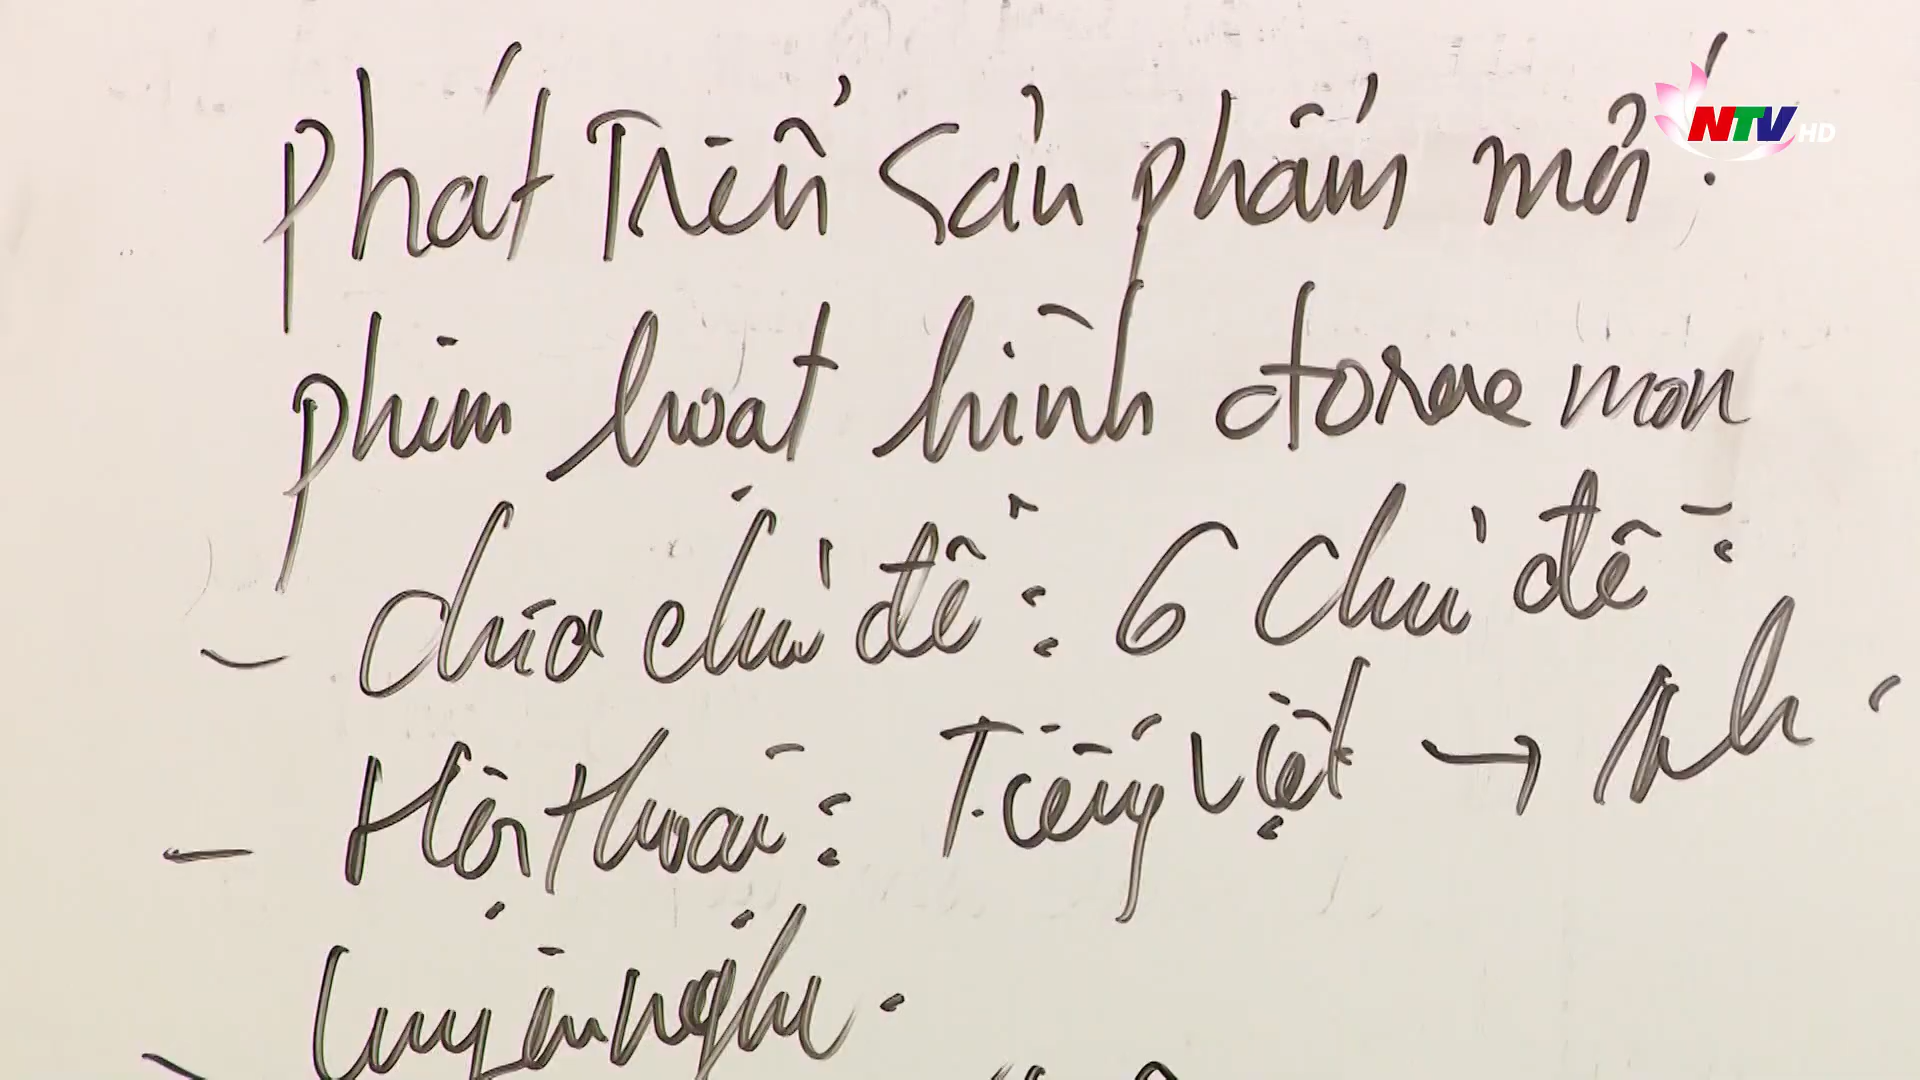 Phát Triển Sản phẩm mới!
NTV HD
phim hoạt hình doraemon
- chia chủ đề: 6 chủ đề:
- Hội thoại: Tiếng Việt → Anh.
- Luyện nghe.